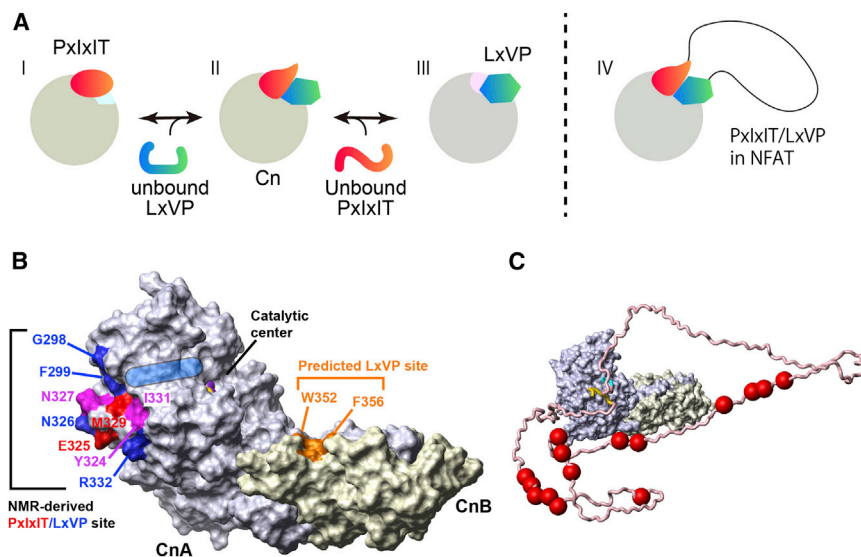 A
PxIxIT
I
II
III
LxVP
IV
unbound
LxVP
Cn
Unbound
PxIxIT
PxIxIT/LxVP
in NFAT
B
C
G298
F299
N327
N326
E325
Y324
R332
M329
I331
Catalytic
center
Predicted LxVP site
W352
F356
NMR-derived
PxIxIT/LxVP site
CnA
CnB